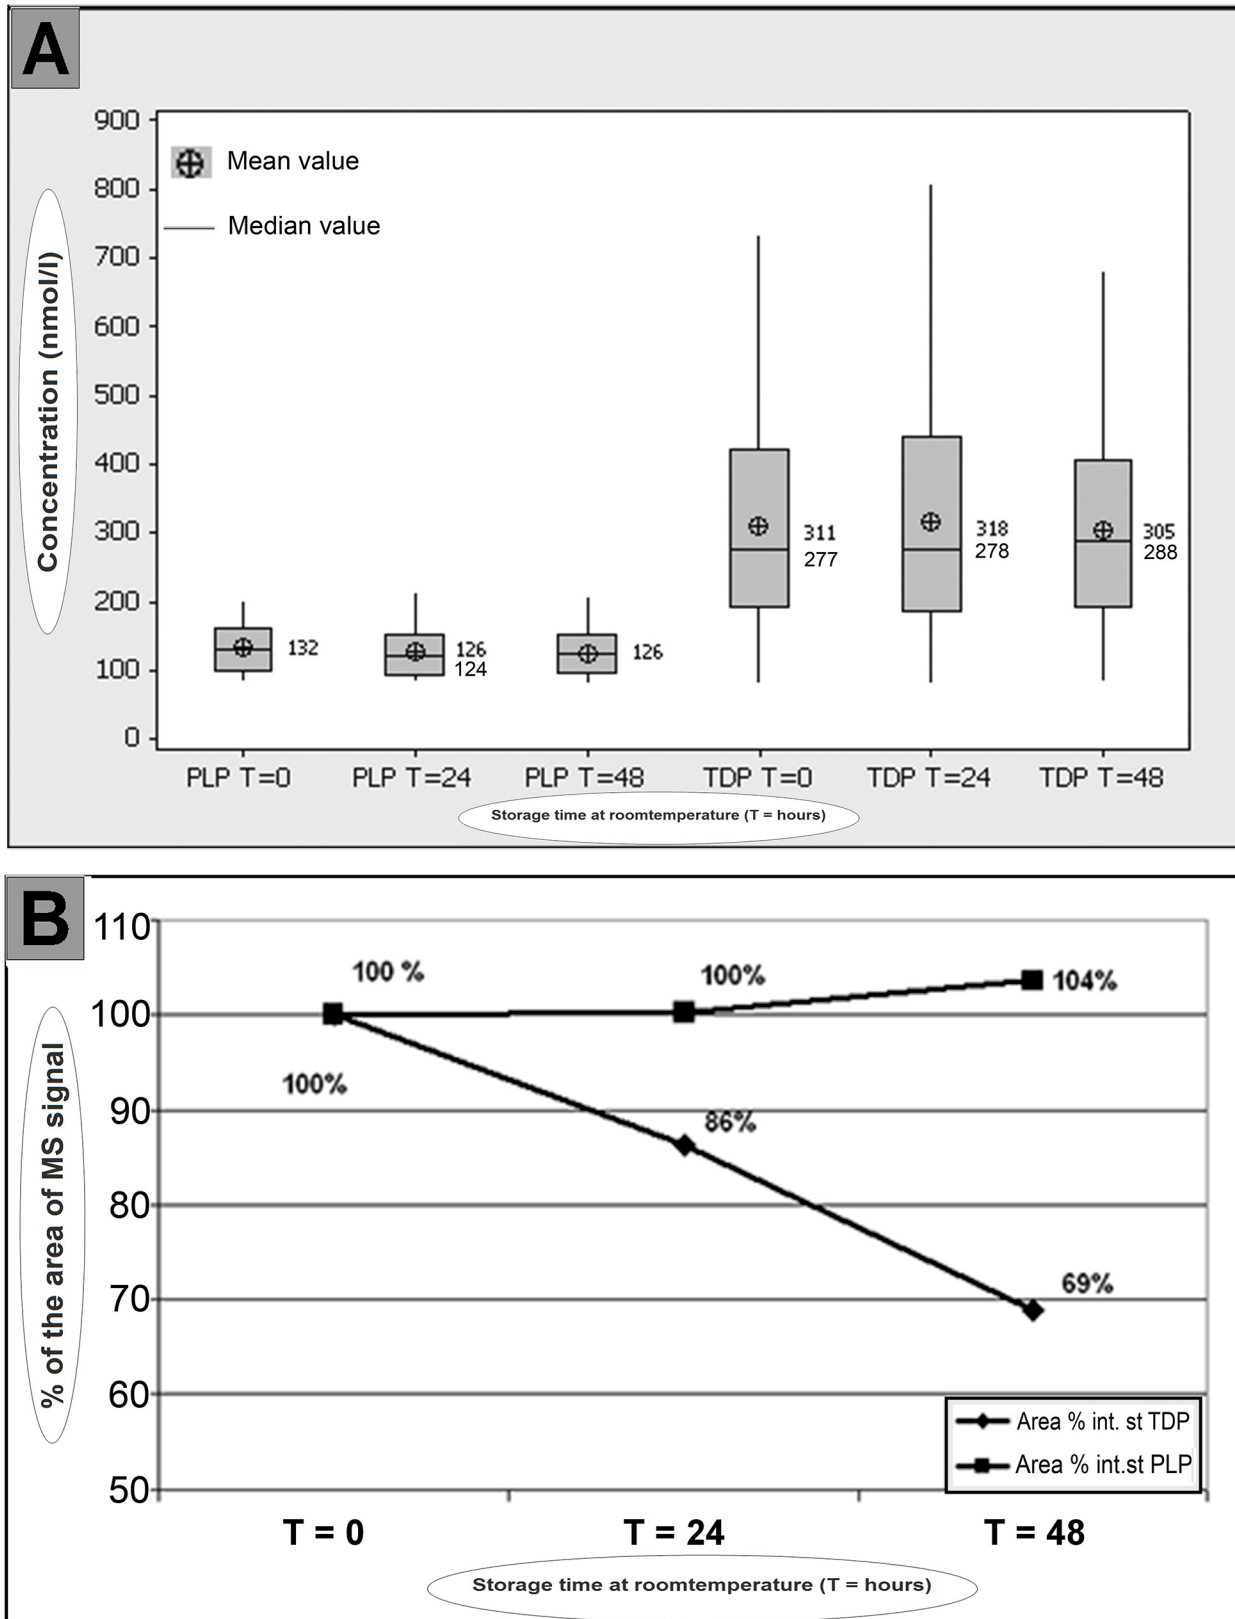 A
900
Mean value
800
Median value
700
600
500
400
300
200
100
0
Concentration (nmol/l)
132
126
124
126
311
277
318
278
305
288
PLP T=0 PLP T=24 PLP T=48 TDP T=0 TDP T=24 TDP T=48
Storage time at roomtemperature (T = hours)
B
110
100
90
80
70
60
50
% of the area of MS signal
100 %
100%
104%
100%
86%
69%
Area % int. st TDP
Area % int.st PLP
T = 0 T = 24 T = 48
Storage time at roomtemperature (T = hours)